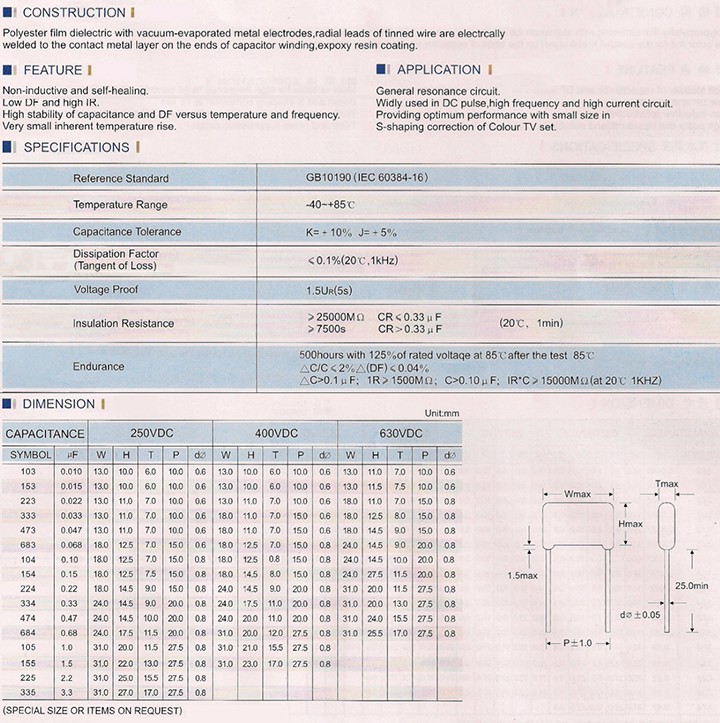 CONSTRUCTION
Polyester film dielectric with vacuum-evaporated metal electrodes,radial leads of tinned wire are electrcally
welded to the contact metal layer on the ends of capacitor winding,expoxy resin coating.
FEATURE
Non-inductive and self-healing.
Low DF and high IR.
High stability of capacitance and DF versus temperature and frequency.
Very small inherent temperature rise.
APPLICATION
General resonance circuit.
Widly used in DC pulse,high frequency and high current circuit.
Providing optimum performance with small size in
S-shaping correction of Colour TV set.
SPECIFICATIONS
Reference Standard GB10190 (IEC 60384-16)
Temperature Range -40~+85℃
Capacitance Tolerance K=+10% J=+5%
Dissipation Factor
(Tangent of Loss) ⩽0.1%(20℃,1kHz)
Voltage Proof 1.5UR(5s)
Insulation Resistance
⩾25000MΩ CR⩽0.33μF (20℃, 1min)
⩾7500s CR>0.33μF
Endurance
500hours with 125%of rated voltage at 85℃after the test 85℃
△C/C⩽2%△(DF)⩽0.04%
△C>0.1μF; 1R⩾1500MΩ; C>0.10μF; IR*C⩾15000MΩ(at 20℃ 1KHZ)
DIMENSION
Unit:mm
CAPACITANCE 250VDC 400VDC 630VDC
SYMBOL μF W H T P d∅ W H T P d∅ W H T P d∅
103 0.010 13.0 10.0 6.0 10.0 0.6 13.0 10.0 6.0 10.0 0.6 13.0 11.0 7.0 10.0 0.6
153 0.015 13.0 10.0 6.0 10.0 0.6 13.0 10.0 6.0 10.0 0.6 13.0 11.5 7.5 10.0 0.6
223 0.022 13.0 11.0 7.0 10.0 0.6 13.0 11.0 7.0 10.0 0.6 18.0 11.0 7.0 15.0 0.6
333 0.033 13.0 11.0 7.0 10.0 0.6 18.0 11.0 7.0 15.0 0.6 18.0 12.5 8.0 15.0 0.6
473 0.047 13.0 11.0 7.0 10.0 0.6 18.0 11.0 7.0 15.0 0.6 18.0 14.5 9.0 15.0 0.6
683 0.068 18.0 12.5 7.0 15.0 0.6 18.0 12.5 7.0 15.0 0.8 24.0 14.5 9.0 20.0 0.8
104 0.10 18.0 12.5 7.0 15.0 0.8 18.0 12.5 0.8 15.0 0.8 24.0 14.5 10.0 20.0 0.8
154 0.15 18.0 12.5 7.5 15.0 0.8 18.0 14.5 8.0 15.0 0.8 24.0 27.5 11.5 20.0 0.8
224 0.22 18.0 14.5 9.0 15.0 0.8 24.0 14.5 9.0 20.0 0.8 31.0 20.0 11.5 27.5 0.8
334 0.33 24.0 14.5 9.0 20.0 0.8 24.0 17.5 11.0 20.0 0.8 31.0 20.0 13.0 27.5 0.8
474 0.47 24.0 14.5 10.0 20.0 0.8 24.0 20.0 11.0 20.0 0.8 31.0 24.0 15.5 27.5 0.8
684 0.68 24.0 17.5 11.5 20.0 0.8 31.0 20.0 12.0 27.5 0.8 31.0 25.5 17.0 27.5 0.8
105 1.0 31.0 20.0 11.5 27.5 0.8 31.0 21.0 15.5 27.5 0.8
155 1.5 31.0 22.0 13.0 27.5 0.8 31.0 23.0 17.0 27.5 0.8
225 2.2 31.0 25.0 15.5 27.5 0.8
335 3.3 31.0 27.0 17.0 27.5 0.8
Wmax
Tmax
Hmax
1.5max
25.0min
d∅±0.05
P±1.0
(SPECIAL SIZE OR ITEMS ON REQUEST)